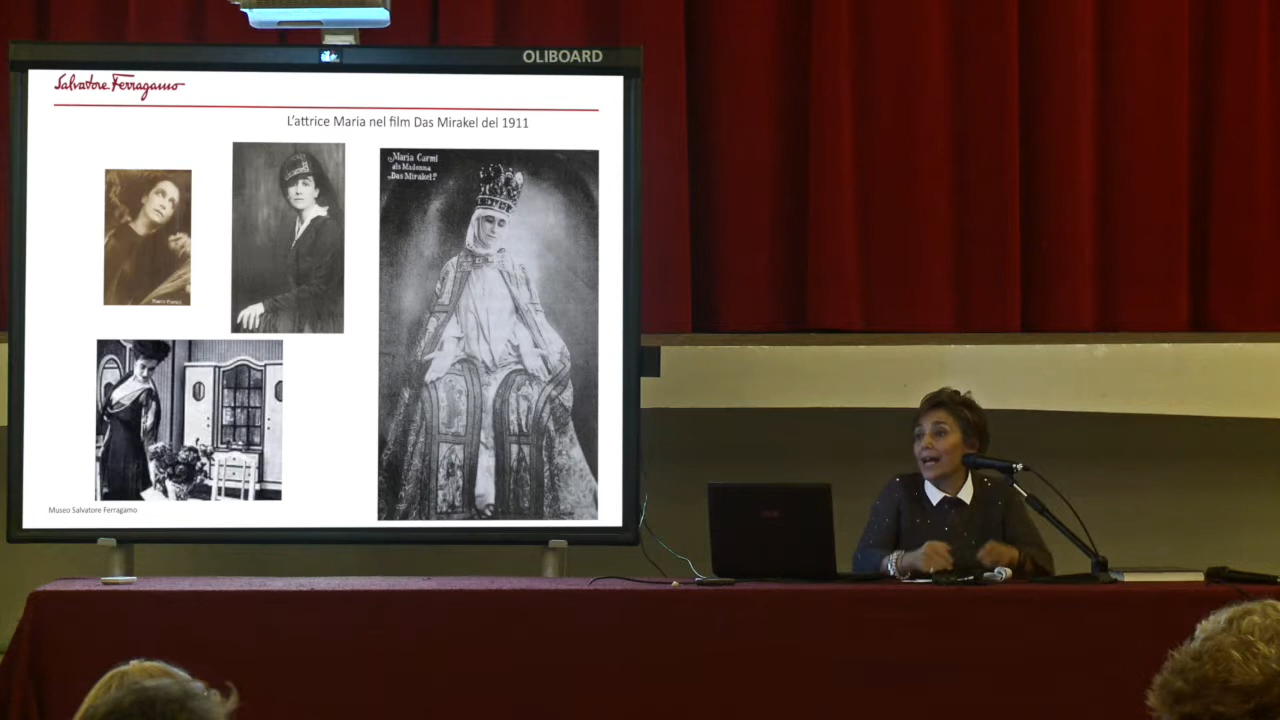 OLIBOARD
Salvatore Ferragamo
L'attrice Maria nel film Das Mirakel del 1911
Maria Carmi
als Madonna
„Das Mirakel."
Museo Salvatore Ferragamo